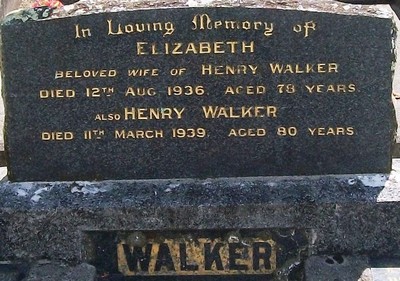 In Loving Memory of
ELIZABETH
BELOVED WIFE OF HENRY WALKER
DIED 12TH AUG 1936. AGED 78 YEARS.
ALSO HENRY WALKER
DIED 11TH MARCH 1939. AGED 80 YEARS
WALKER